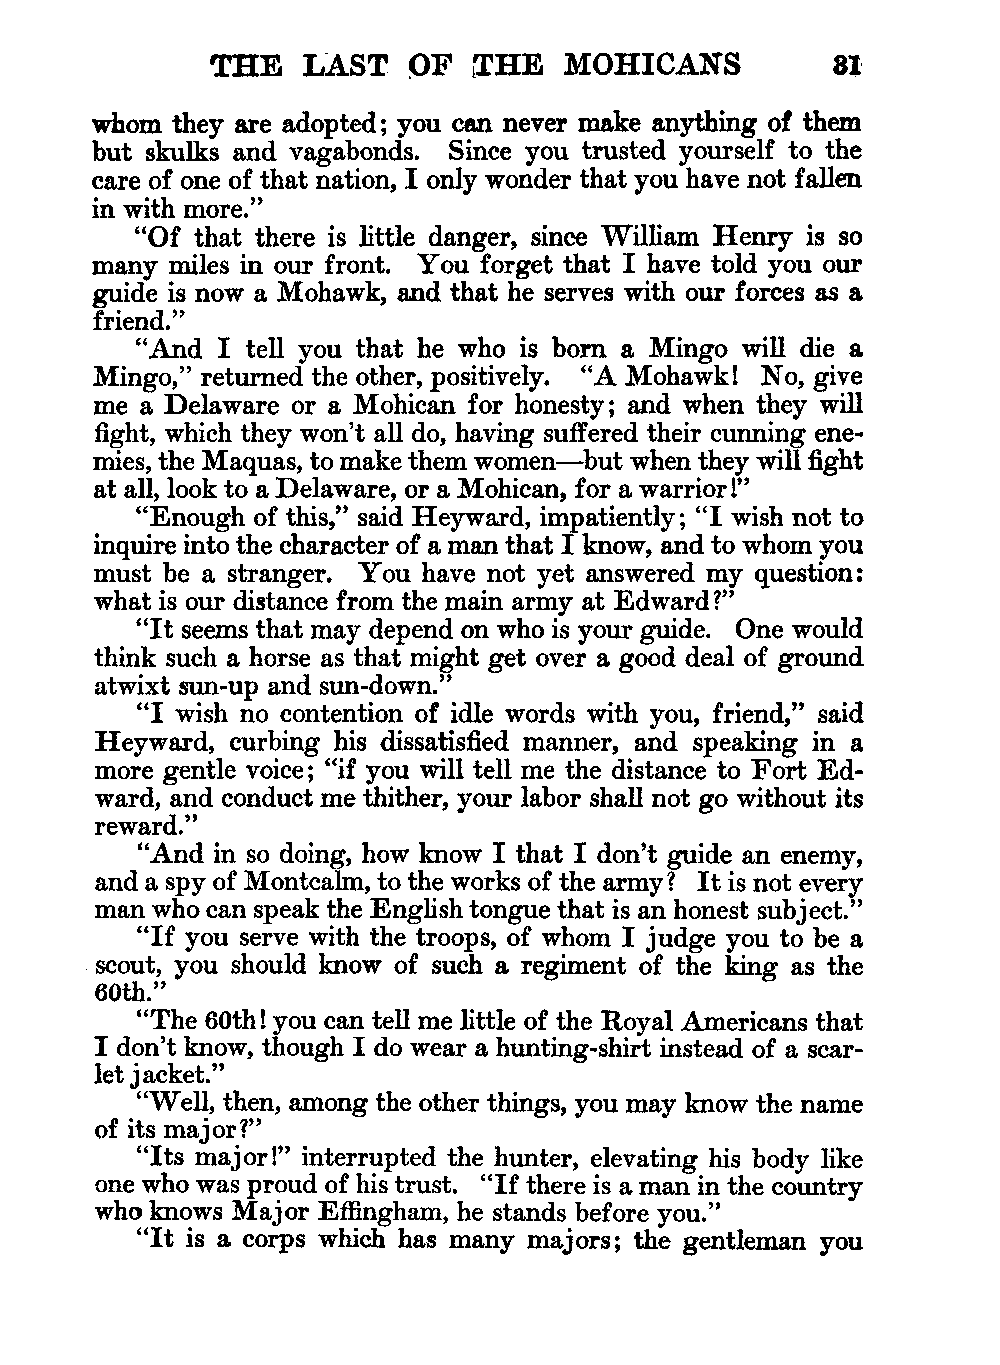 THE LAST OF THE MOHICANS 31
whom they are adopted; you can never make anything of them
but skulks and vagabonds. Since you trusted yourself to the
care of one of that nation, I only wonder that you have not fallen
in with more.”
“Of that there is little danger, since William Henry is so
many miles in our front. You forget that I have told you our
guide is now a Mohawk, and that he serves with our forces as a
friend.”
“And I tell you that he who is born a Mingo will die a
Mingo,” returned the other, positively. “A Mohawk! No, give
me a Delaware or a Mohican for honesty; and when they will
fight, which they won’t all do, having suffered their cunning ene-
mies, the Maquas, to make them women—but when they will fight
at all, look to a Delaware, or a Mohican, for a warrior!”
“Enough of this,” said Heyward, impatiently; “I wish not to
inquire into the character of a man that I know, and to whom you
must be a stranger. You have not yet answered my question:
what is our distance from the main army at Edward?”
“It seems that may depend on who is your guide. One would
think such a horse as that might get over a good deal of ground
atwixt sun-up and sun-down.”
“I wish no contention of idle words with you, friend,” said
Heyward, curbing his dissatisfied manner, and speaking in a
more gentle voice; “if you will tell me the distance to Fort Ed-
ward, and conduct me thither, your labor shall not go without its
reward.”
“And in so doing, how know I that I don’t guide an enemy,
and a spy of Montcalm, to the works of the army? It is not every
man who can speak the English tongue that is an honest subject.”
“If you serve with the troops, of whom I judge you to be a
scout, you should know of such a regiment of the king as the
60th.”
“The 60th! you can tell me little of the Royal Americans that
I don’t know, though I do wear a hunting-shirt instead of a scar-
let jacket.”
“Well, then, among the other things, you may know the name
of its major?”
“Its major!” interrupted the hunter, elevating his body like
one who was proud of his trust. “If there is a man in the country
who knows Major Effingham, he stands before you.”
“It is a corps which has many majors; the gentleman you